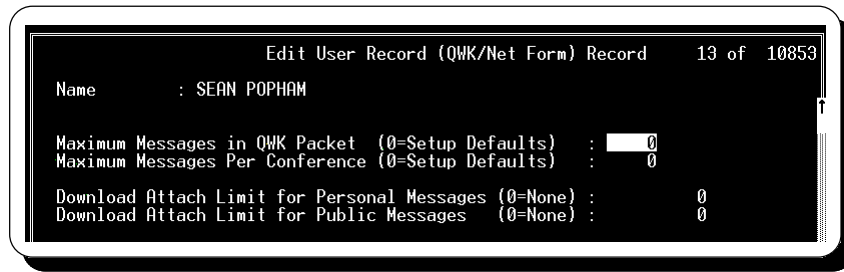 Edit User Record (QWK/Net Form) Record 13 of 10853
Name : SEAN POPHAM
Maximum Messages in QWK Packet (0=Setup Defaults) : 0
Maximum Messages Per Conference (0=Setup Defaults) : 0
Download Attach Limit for Personal Messages (0=None) : 0
Download Attach Limit for Public Messages (0=None) : 0